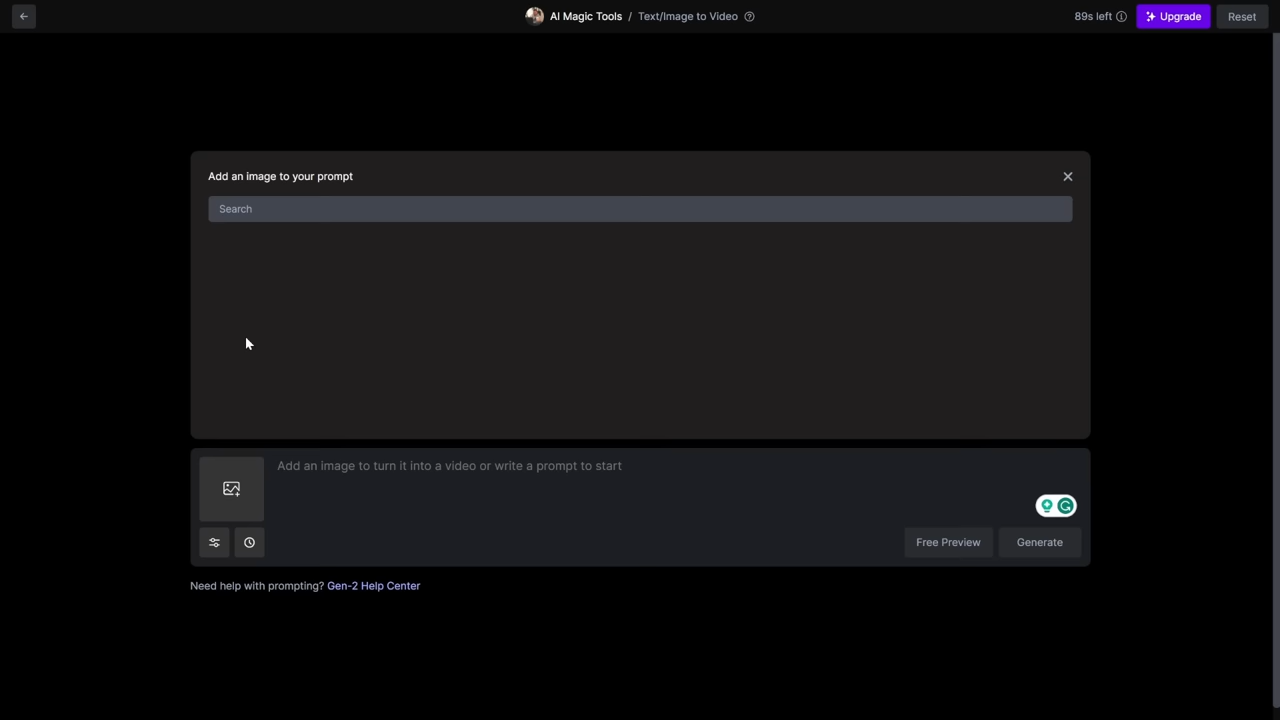 AI Magic Tools / Text/Image to Video
89s left
Upgrade
Reset
Add an image to your prompt
Search
Add an image to turn it into a video or write a prompt to start
Free Preview
Generate
Need help with prompting? Gen-2 Help Center